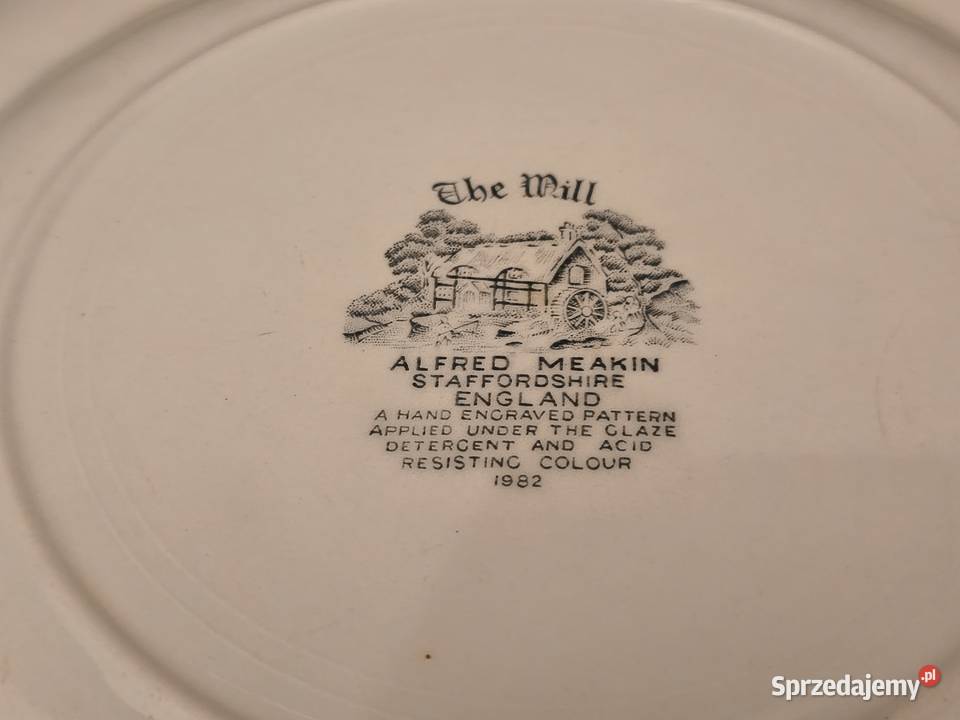 The Mill
ALFRED MEAKIN
STAFFORDSHIRE
ENGLAND
A HAND ENGRAVED PATTERN
APPLIED UNDER THE GLAZE
DETERGENT AND ACID
RESISTING COLOUR
1982
Sprzedajemy.pl